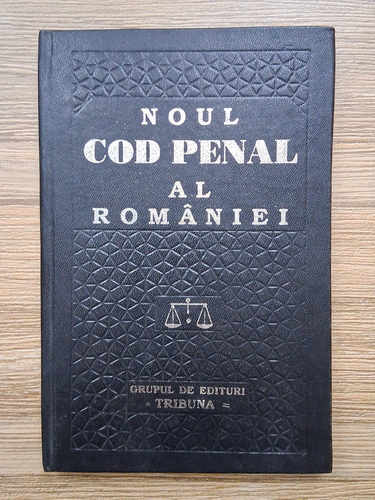 NOUL
COD PENAL
AL
ROMÂNIEI
GRUPUL DE EDITURI
- TRIBUNA -